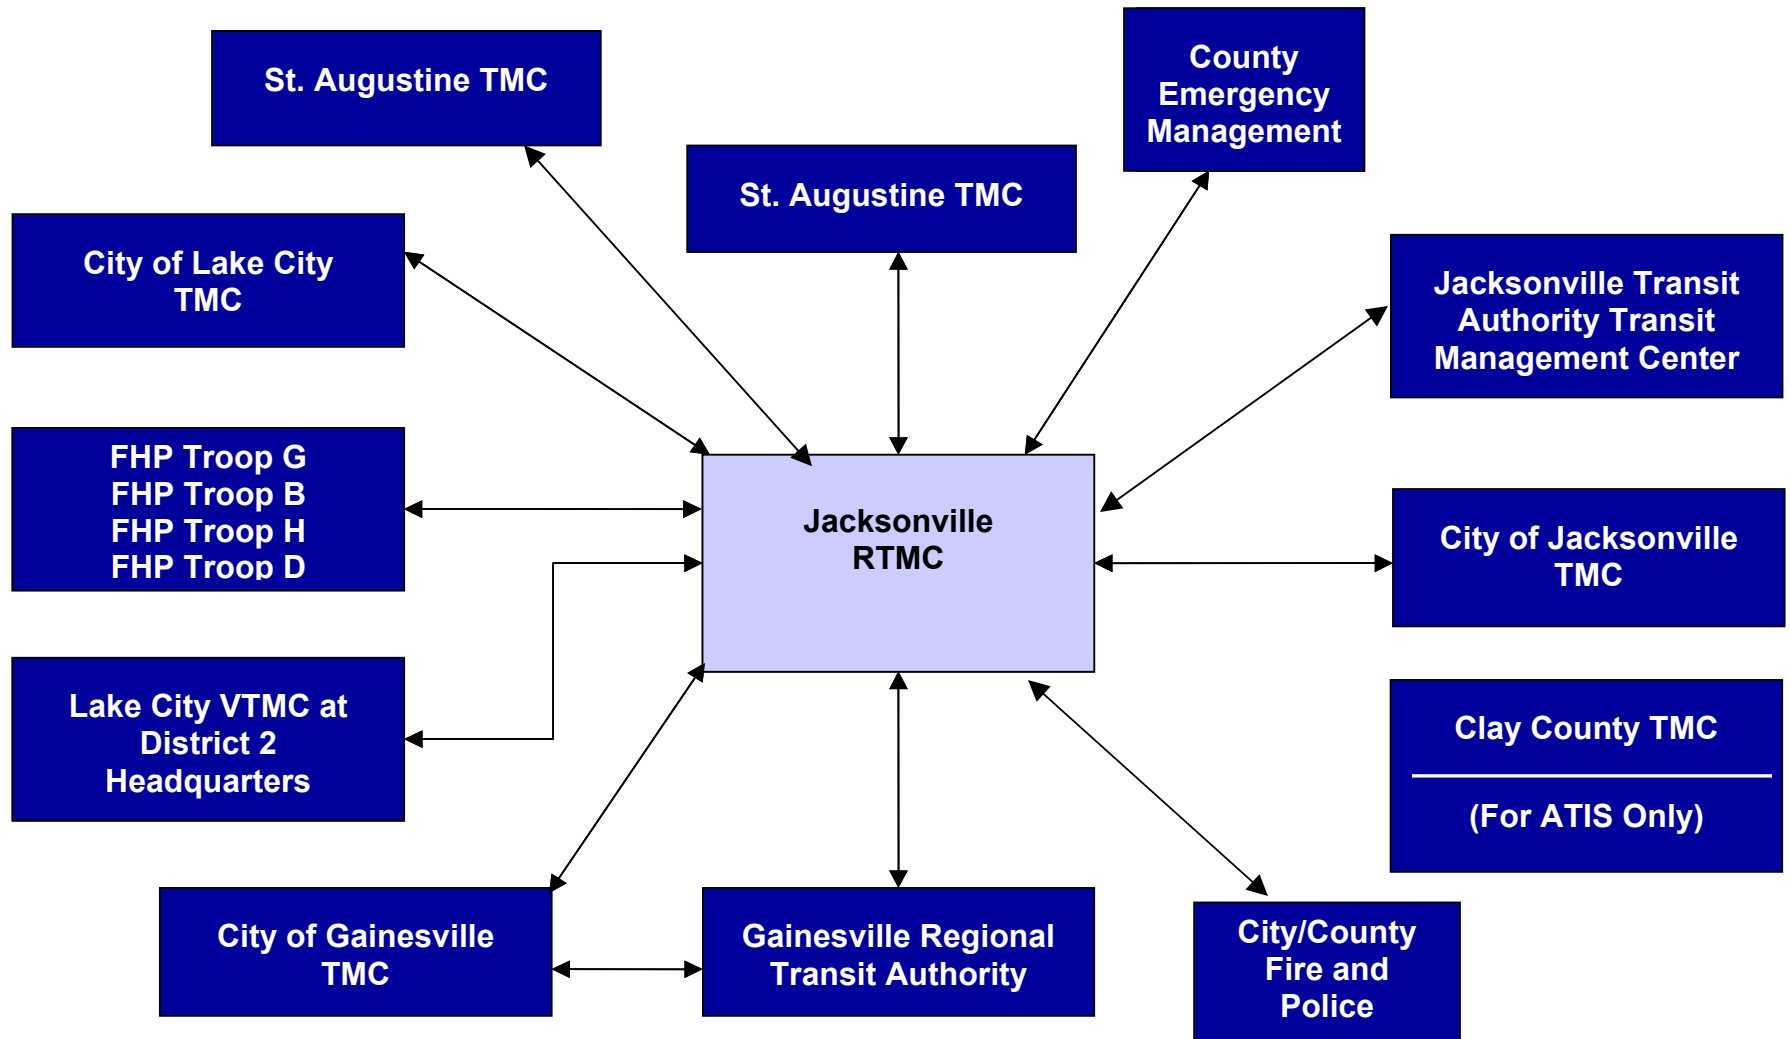 St. Augustine TMC
County
Emergency
Management
St. Augustine TMC
City of Lake City
TMC
Jacksonville Transit
Authority Transit
Management Center
FHP Troop G
FHP Troop B
FHP Troop H
FHP Troop D
Jacksonville
RTMC
City of Jacksonville
TMC
Lake City VTMC at
District 2
Headquarters
Clay County TMC
(For ATIS Only)
City of Gainesville
TMC
Gainesville Regional
Transit Authority
City/County
Fire and
Police